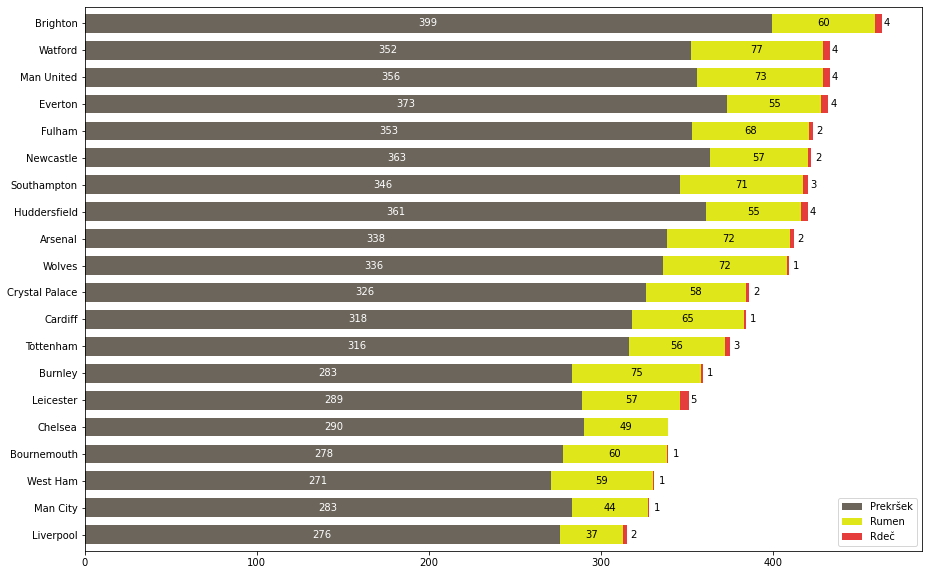 Brighton 399 60 4
Watford 352 77 4
Man United 356 73 4
Everton 373 55 4
Fulham 353 68 2
Newcastle 363 57 2
Southampton 346 71 3
Huddersfield 361 55 4
Arsenal 338 72 2
Wolves 336 72 1
Crystal Palace 326 58 2
Cardiff 318 65 1
Tottenham 316 56 3
Burnley 283 75 1
Leicester 289 57 5
Chelsea 290 49
Bournemouth 278 60 1
West Ham 271 59 1
Man City 283 44 1
Liverpool 276 37 2
Prekršek
Rumen
Rdeč
0 100 200 300 400